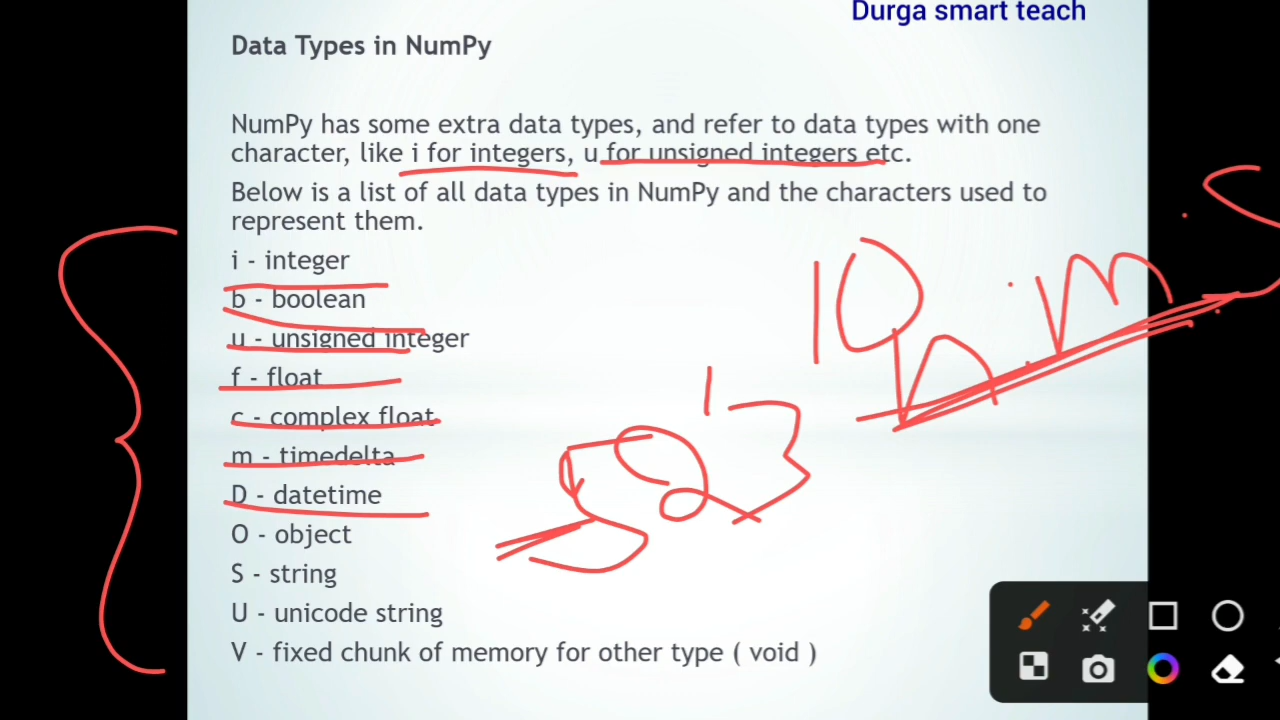 Durga smart teach
Data Types in NumPy
NumPy has some extra data types, and refer to data types with one
character, like i for integers, u for unsigned integers etc.
Below is a list of all data types in NumPy and the characters used to
represent them.
i - integer
b - boolean
u - unsigned integer
f - float
c - complex float
m - timedelta
D - datetime
O - object
S - string
U - unicode string
V - fixed chunk of memory for other type ( void )